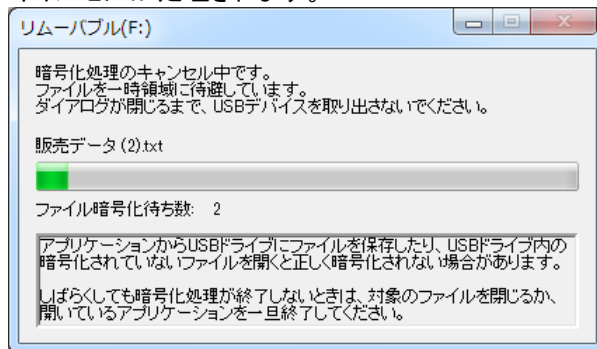 リムーバブル(F:)
暗号化処理のキャンセル中です。
ファイルを一時領域に待避しています。
ダイアログが閉じるまで、USBデバイスを取り出さないでください。
販売データ(2).txt
ファイル暗号化待ち数: 2
アプリケーションからUSBドライブにファイルを保存したり、USBドライブ内の
暗号化されていないファイルを開くと正しく暗号化されない場合があります。
しばらくしても暗号化処理が終了しないときは、対象のファイルを閉じるか、
開いているアプリケーションを一旦終了してください。